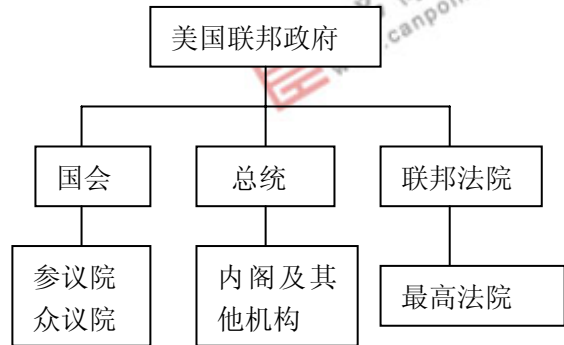 美国联邦政府
国会
总统
联邦法院
参议院
众议院
内阁及其
他机构
最高法院